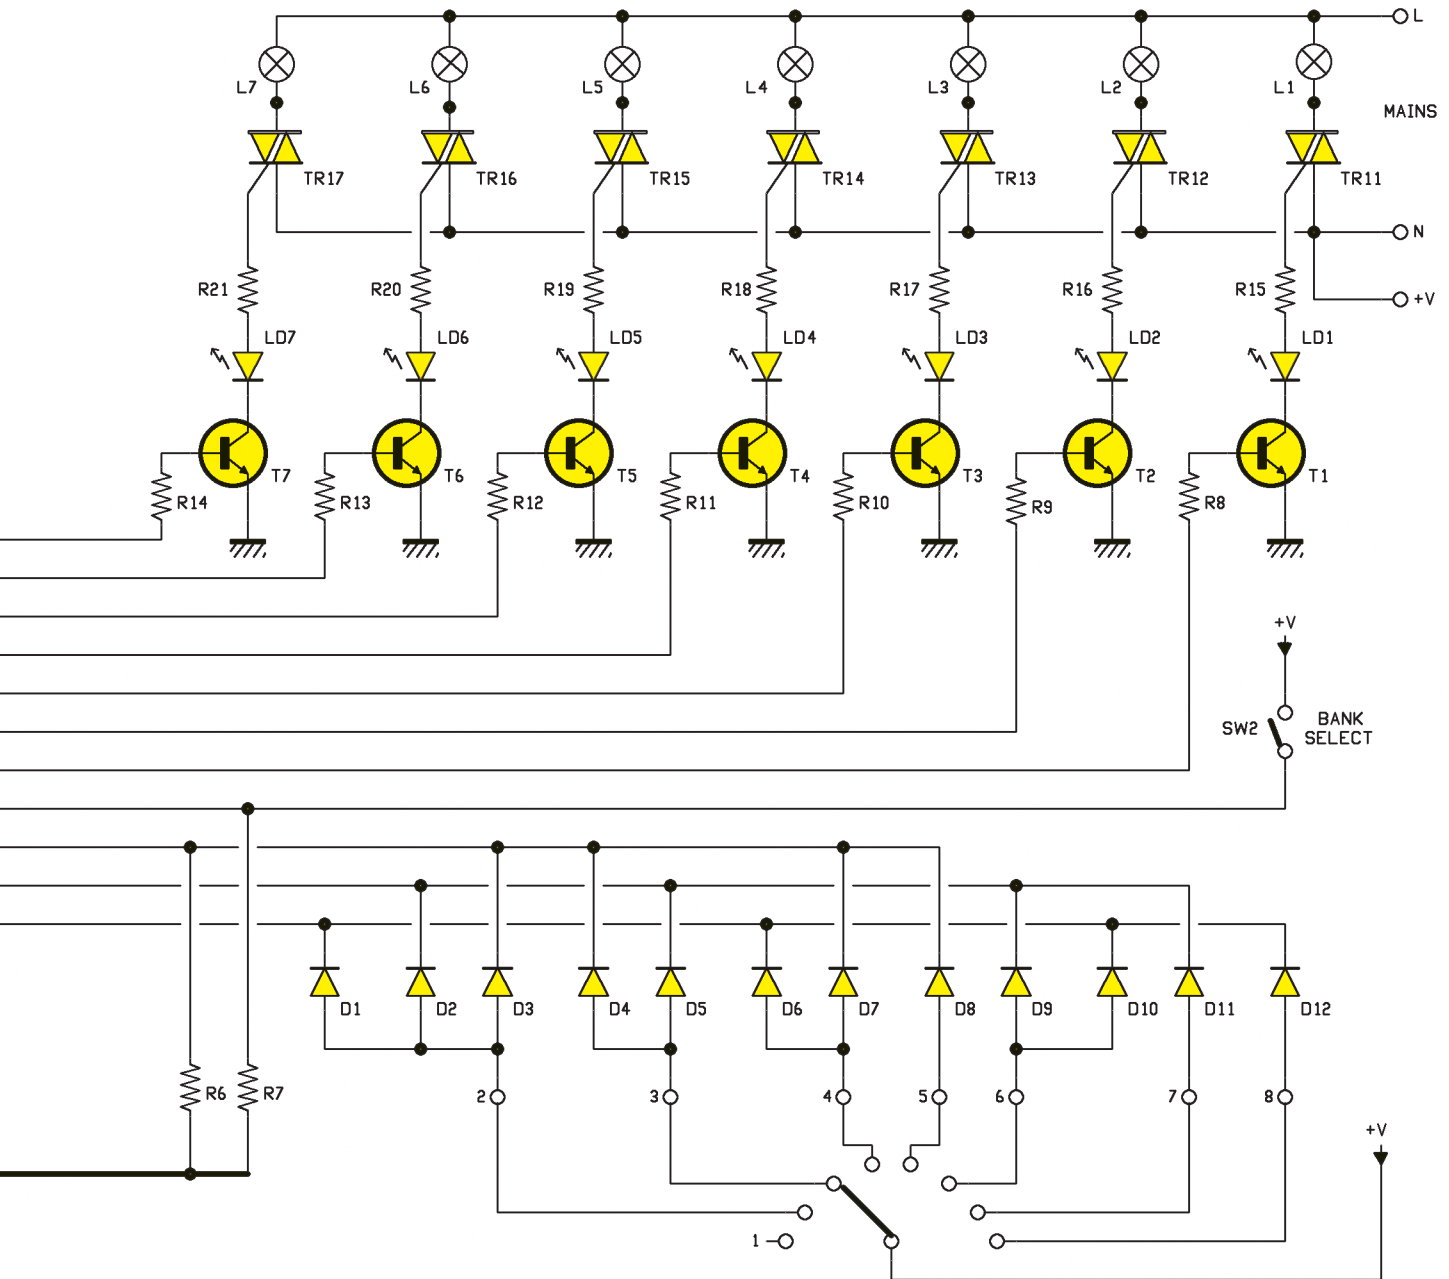 L
L7 L6 L5 L4 L3 L2 L1
MAINS
TR17 TR16 TR15 TR14 TR13 TR12 TR11
N
R21 R20 R19 R18 R17 R16 R15
+V
LD7 LD6 LD5 LD4 LD3 LD2 LD1
T7 T6 T5 T4 T3 T2 T1
R14 R13 R12 R11 R10 R9 R8
+V
SW2 BANK
SELECT
D1 D2 D3 D4 D5 D6 D7 D8 D9 D10 D11 D12
R6 R7
2 3 4 5 6 7 8
+V
1